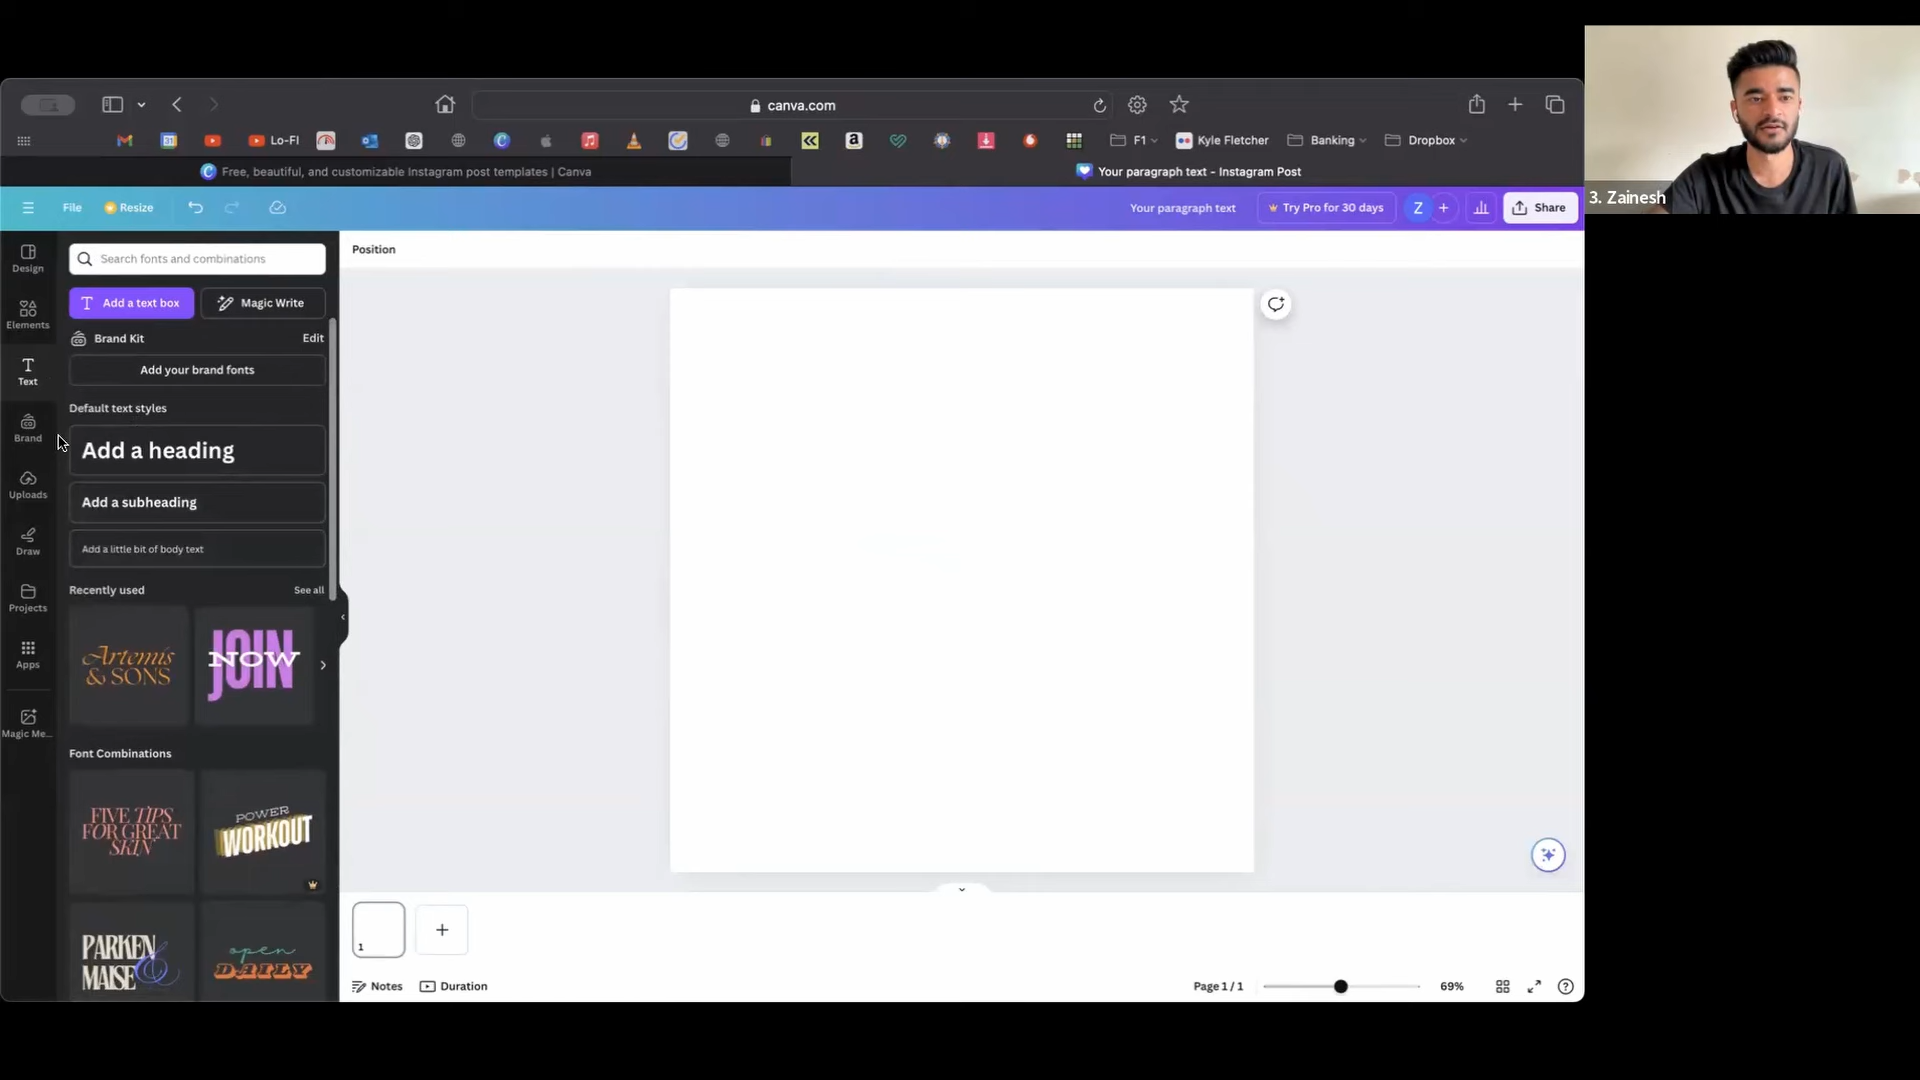 canva.com
Lo-FI
F1
Kyle Fletcher
Banking
Dropbox
Free, beautiful, and customizable Instagram post templates | Canva
Your paragraph text - Instagram Post
3. Zainesh
File
Resize
Your paragraph text
Try Pro for 30 days
Z
Share
Design
Elements
Text
Brand
Uploads
Draw
Projects
Apps
Magic Me...
Search fonts and combinations
Add a text box
Magic Write
Brand Kit
Edit
Add your brand fonts
Default text styles
Add a heading
Add a subheading
Add a little bit of body text
Recently used
See all
Artemis
& SONS
JOIN
NOW
Font Combinations
FIVE TIPS
FOR GREAT
SKIN
POWER
WORKOUT
PARKEN
& MAISE
open
DAILY
Position
1
Notes
Duration
Page 1 / 1
69%